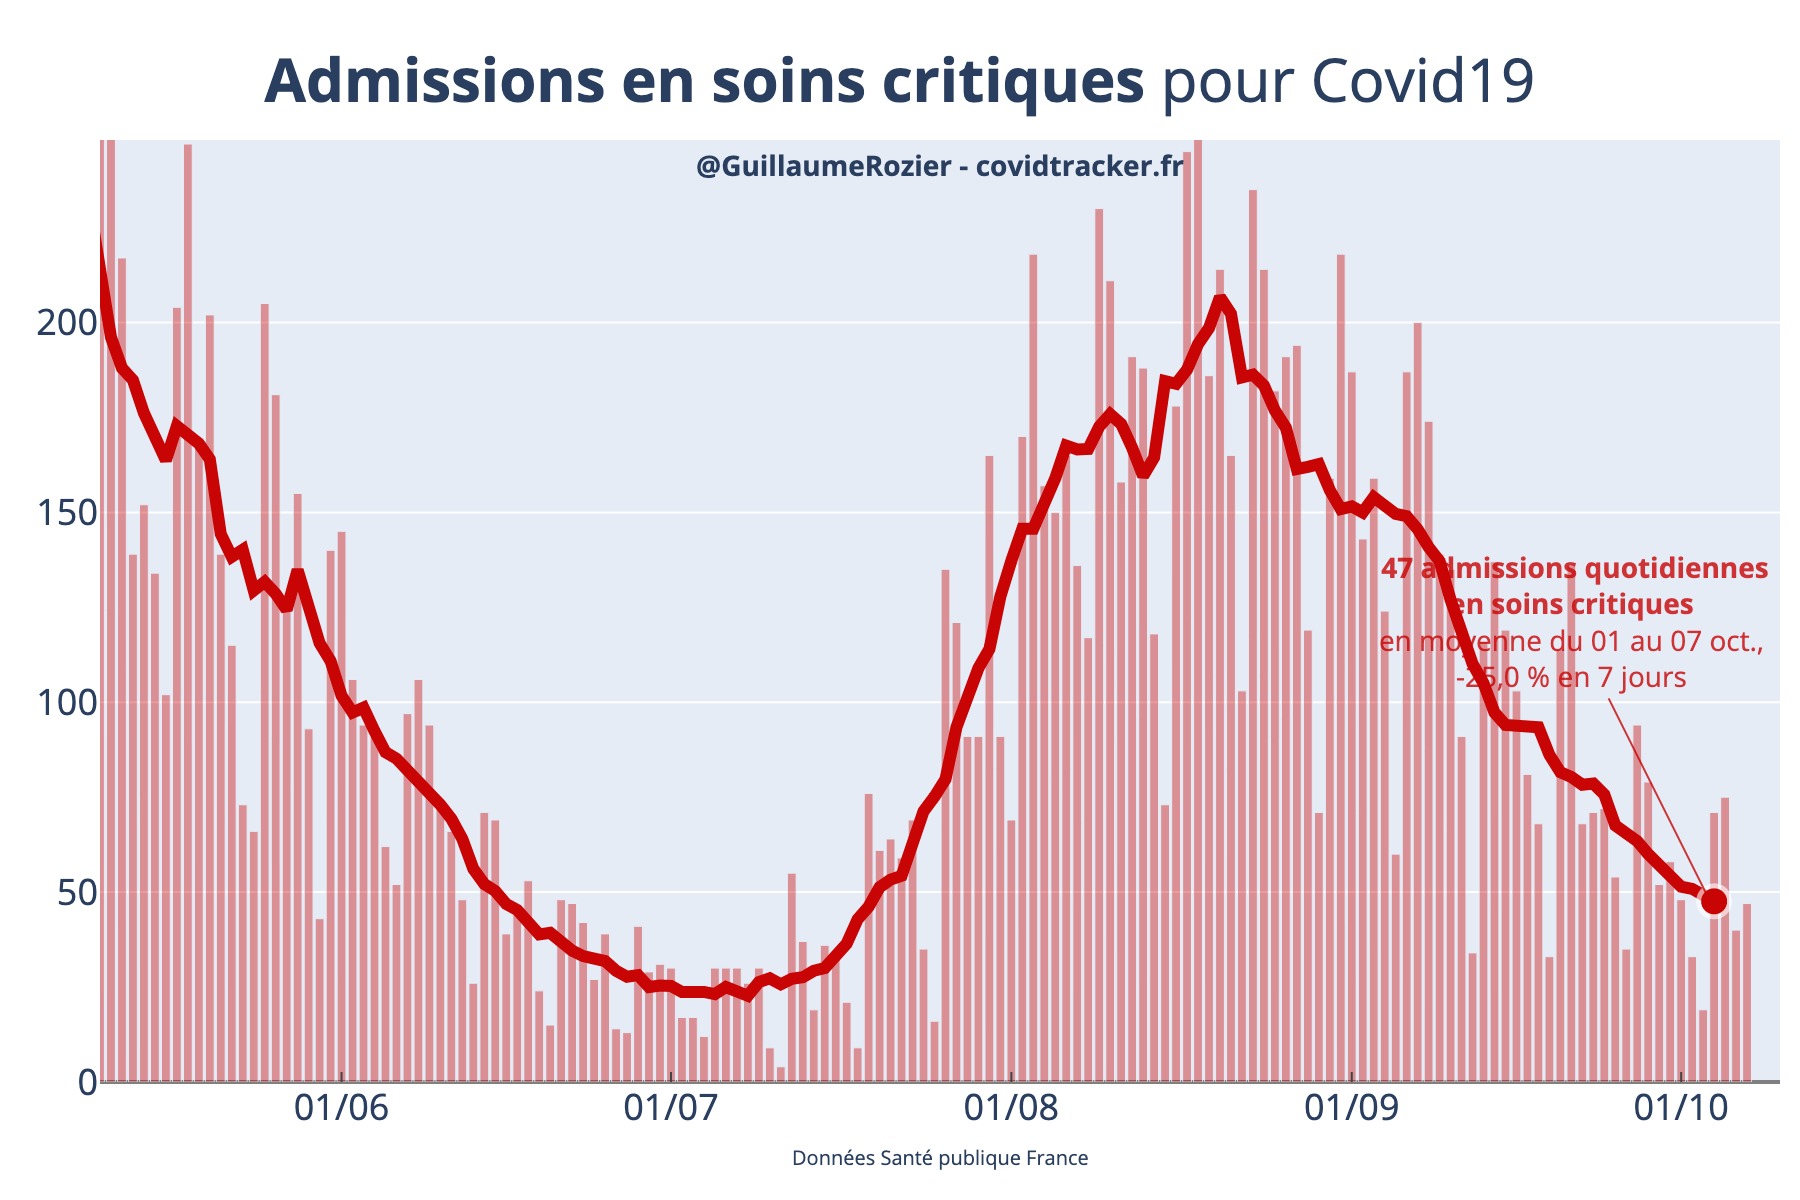 Admissions en soins critiques pour Covid19
@GuillaumeRozier - covidtracker.fr
200
150
100
50
0
47 admissions quotidiennes
en soins critiques
en moyenne du 01 au 07 oct.,
-25,0 % en 7 jours
01/06 01/07 01/08 01/09 01/10
Données Santé publique France